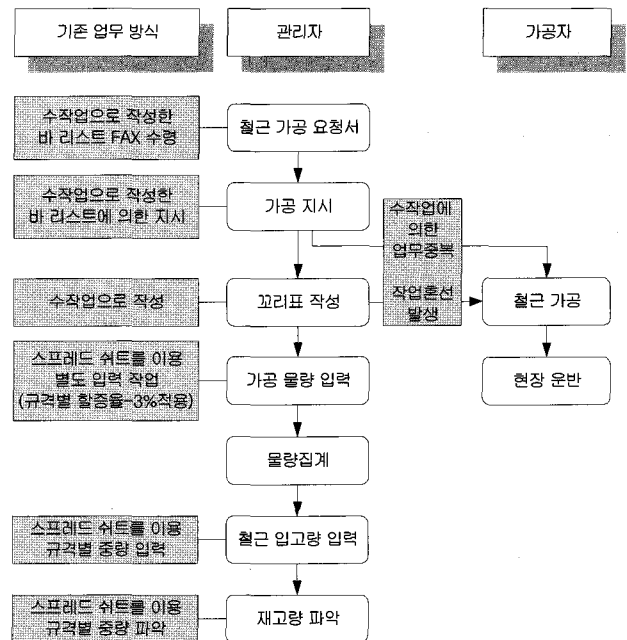 기존 업무 방식
관리자
가공자
수작업으로 작성한
바 리스트 FAX 수령
철근 가공 요청서
수작업으로 작성한
바 리스트에 의한 지시
가공 지시
수작업에
의한
업무중복
수작업으로 작성
꼬리표 작성
작업혼선
발생
철근 가공
스프레드 쉬트를 이용
별도 입력 작업
(규격별 할증율-3%적용)
가공 물량 입력
현장 운반
물량집계
스프레드 쉬트를 이용
규격별 중량 입력
철근 입고량 입력
스프레드 쉬트를 이용
규격별 중량 파악
재고량 파악